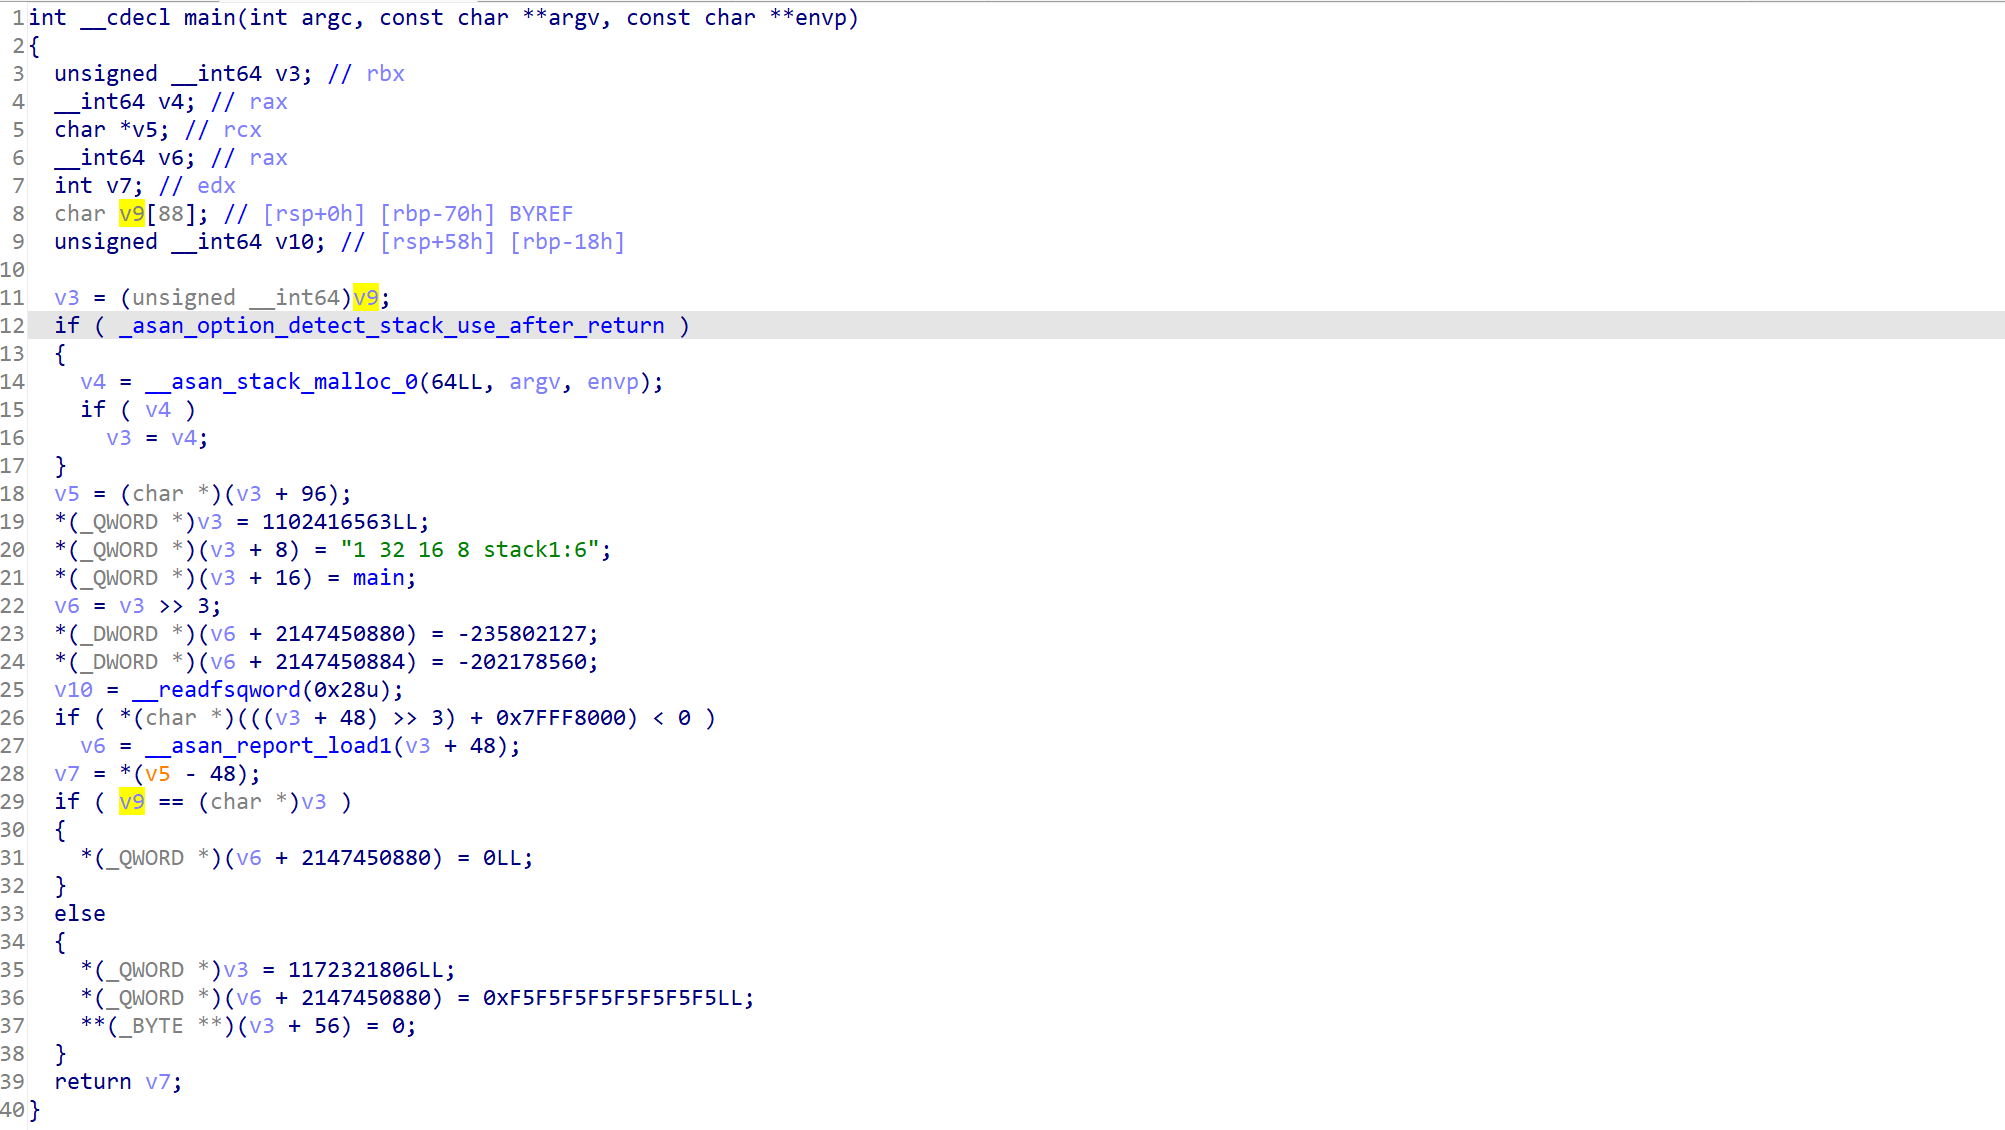 1 int __cdecl main(int argc, const char **argv, const char **envp)
2 {
3   unsigned __int64 v3; // rbx
4   __int64 v4; // rax
5   char *v5; // rcx
6   __int64 v6; // rax
7   int v7; // edx
8   char v9[88]; // [rsp+0h] [rbp-70h] BYREF
9   unsigned __int64 v10; // [rsp+58h] [rbp-18h]
10
11   v3 = (unsigned __int64)v9;
12   if ( _asan_option_detect_stack_use_after_return )
13   {
14     v4 = __asan_stack_malloc_0(64LL, argv, envp);
15     if ( v4 )
16       v3 = v4;
17   }
18   v5 = (char *)(v3 + 96);
19   *(_QWORD *)v3 = 1102416563LL;
20   *(_QWORD *)(v3 + 8) = "1 32 16 8 stack1:6";
21   *(_QWORD *)(v3 + 16) = main;
22   v6 = v3 >> 3;
23   *(_DWORD *)(v6 + 2147450880) = -235802127;
24   *(_DWORD *)(v6 + 2147450884) = -202178560;
25   v10 = __readfsqword(0x28u);
26   if ( *(char *)(((v3 + 48) >> 3) + 0x7FFF8000) < 0 )
27     v6 = __asan_report_load1(v3 + 48);
28   v7 = *(v5 - 48);
29   if ( v9 == (char *)v3 )
30   {
31     *(_QWORD *)(v6 + 2147450880) = 0LL;
32   }
33   else
34   {
35     *(_QWORD *)v3 = 1172321806LL;
36     *(_QWORD *)(v6 + 2147450880) = 0xF5F5F5F5F5F5F5F5LL;
37     **(_BYTE **)(v3 + 56) = 0;
38   }
39   return v7;
40 }